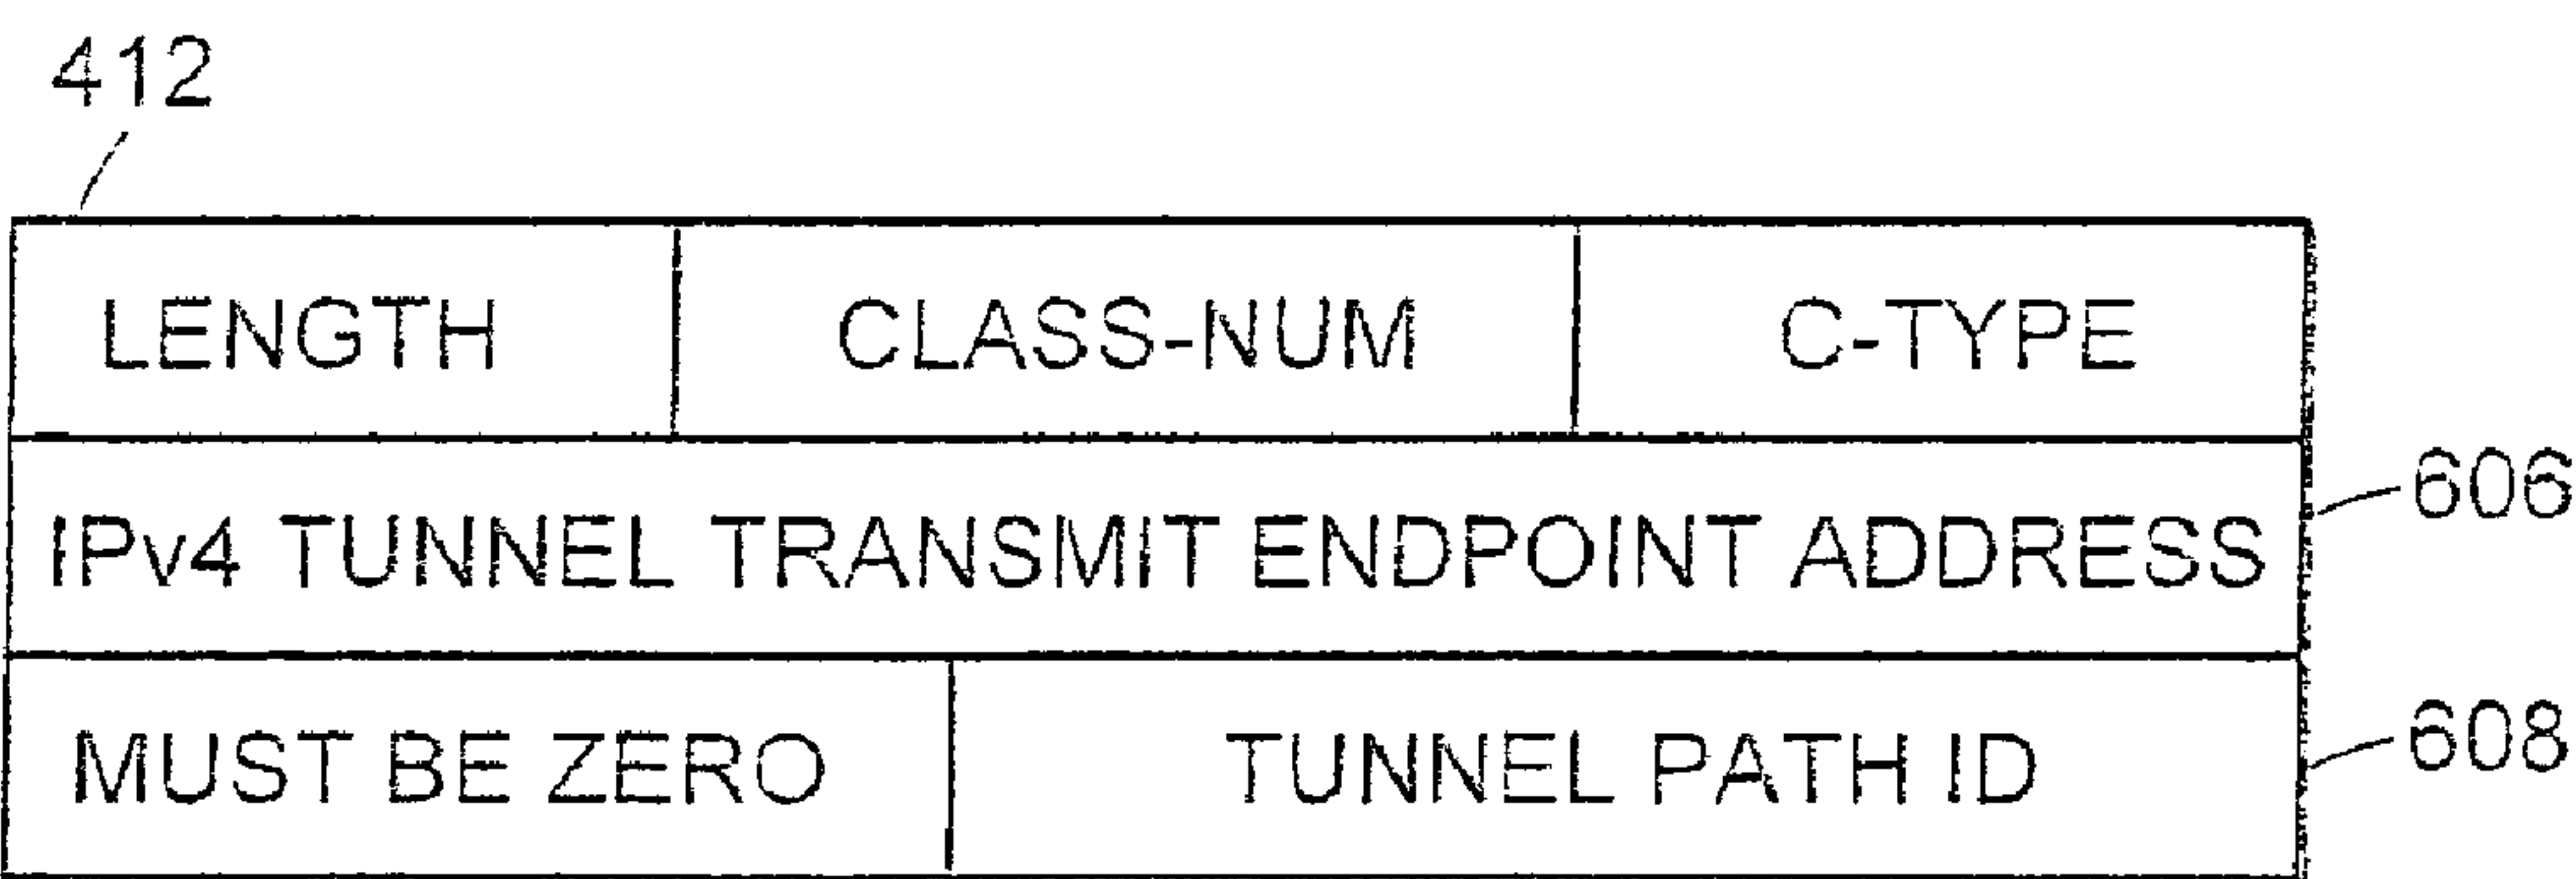 412
LENGTH CLASS-NUM C-TYPE
IPv4 TUNNEL TRANSMIT ENDPOINT ADDRESS
606
MUST BE ZERO TUNNEL PATH ID
608